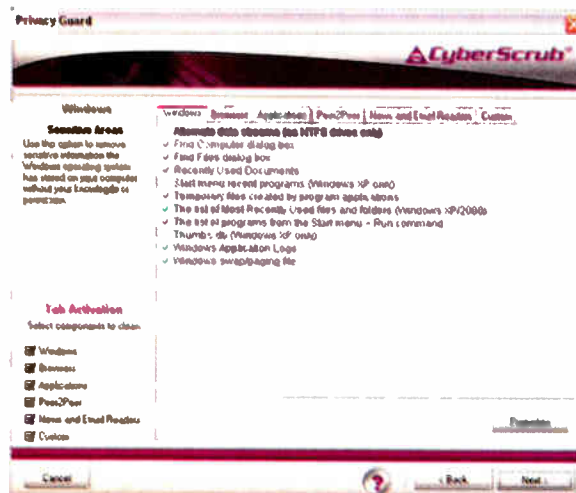 Privacy Guard
CyberScrub®
Windows
Sensitive Areas
Use this option to remove
sensitive information the
Windows operating system
has stored on your computer
without your knowledge or
permission.
Windows Browsers Applications Peer2Peer News and Email Readers Custom
Alternate data streams (on NTFS drives only)
Find Computer dialog box
Find Files dialog box
Recently Used Documents
Start menu recent programs (Windows XP only)
Temporary files created by program applications
The list of Most Recently Used files and folders (Windows XP/2000)
The list of programs from the Start menu - Run command
Thumbs.db (Windows XP only)
Windows Application Logs
Windows swap/paging file
Tab Activation
Select components to clean
Windows
Browsers
Applications
Peer2Peer
News and Email Readers
Custom
Properties
Cancel
?
< Back
Next >